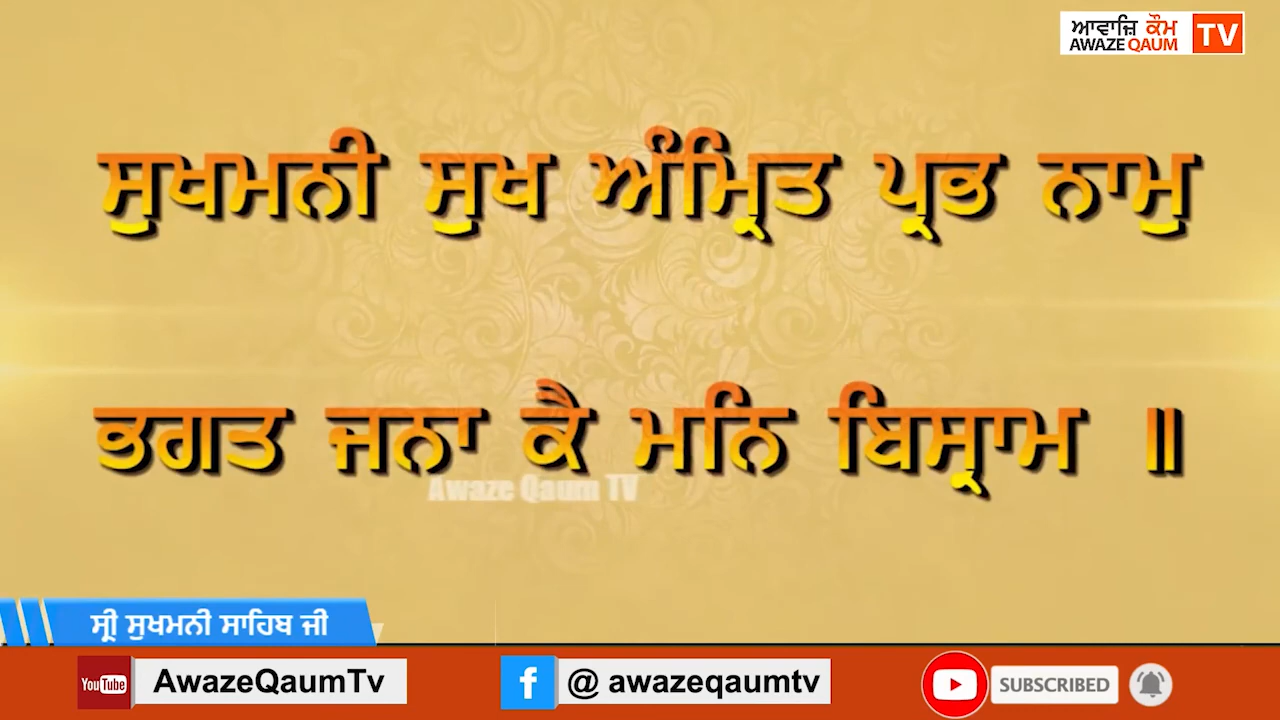 ਆਵਾਜ਼ਿ ਕੌਮ
AWAZE QAUM TV
ਸੁਖਮਨੀ ਸੁਖ ਅੰਮ੍ਰਿਤ ਪ੍ਰਭ ਨਾਮੁ
ਭਗਤ ਜਨਾ ਕੈ ਮਨਿ ਬਿਸ੍ਰਾਮ ॥
Awaze Qaum TV
ਸ੍ਰੀ ਸੁਖਮਨੀ ਸਾਹਿਬ ਜੀ
YouTube AwazeQaumTv f @ awazeqaumtv SUBSCRIBED